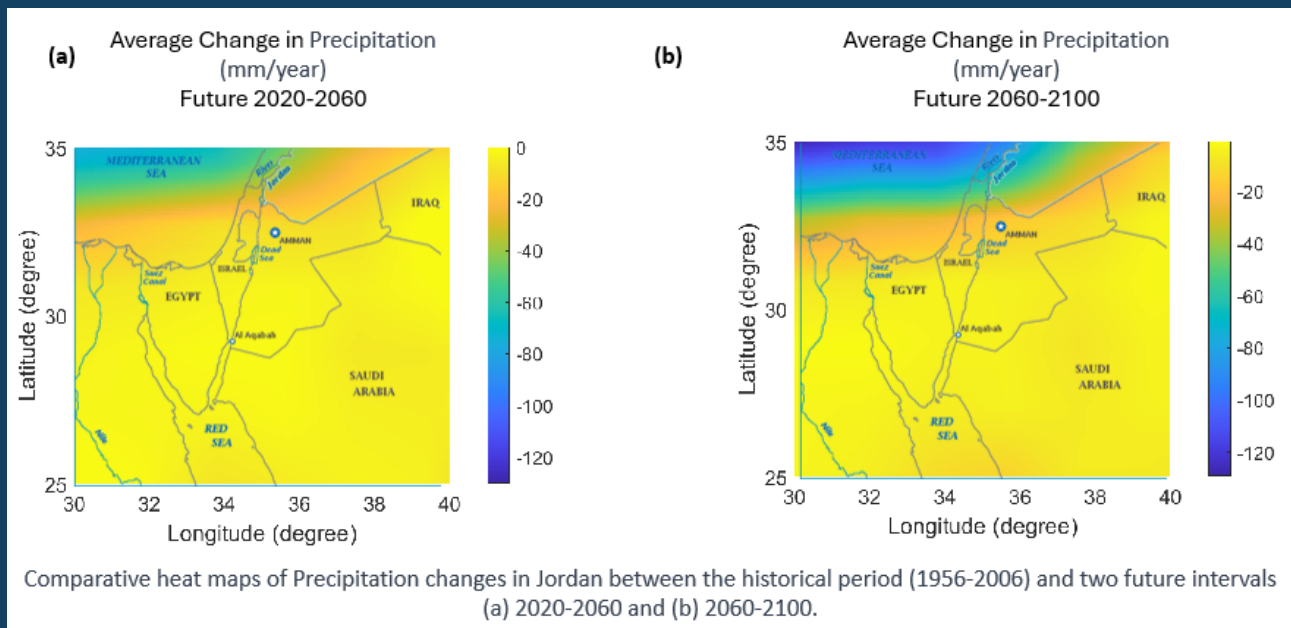 (a)
Average Change in Precipitation
(mm/year)
Future 2020-2060
35
30
25
30
32
34
36
38
40
Latitude (degree)
Longitude (degree)
MEDITERRANEAN
SEA
River
Jordan
IRAQ
AMMAN
Dead
Sea
ISRAEL
Suez
Canal
EGYPT
Al Aqabah
SAUDI
ARABIA
RED
SEA
Nile
0
-20
-40
-60
-80
-100
-120
(b)
Average Change in Precipitation
(mm/year)
Future 2060-2100
35
30
25
30
32
34
36
38
40
Latitude (degree)
Longitude (degree)
MEDITERRANEAN
SEA
River
Jordan
IRAQ
AMMAN
Dead
Sea
ISRAEL
Suez
Canal
EGYPT
Al Aqabah
SAUDI
ARABIA
RED
SEA
Nile
-20
-40
-60
-80
-100
-120
Comparative heat maps of Precipitation changes in Jordan between the historical period (1956-2006) and two future intervals
(a) 2020-2060 and (b) 2060-2100.